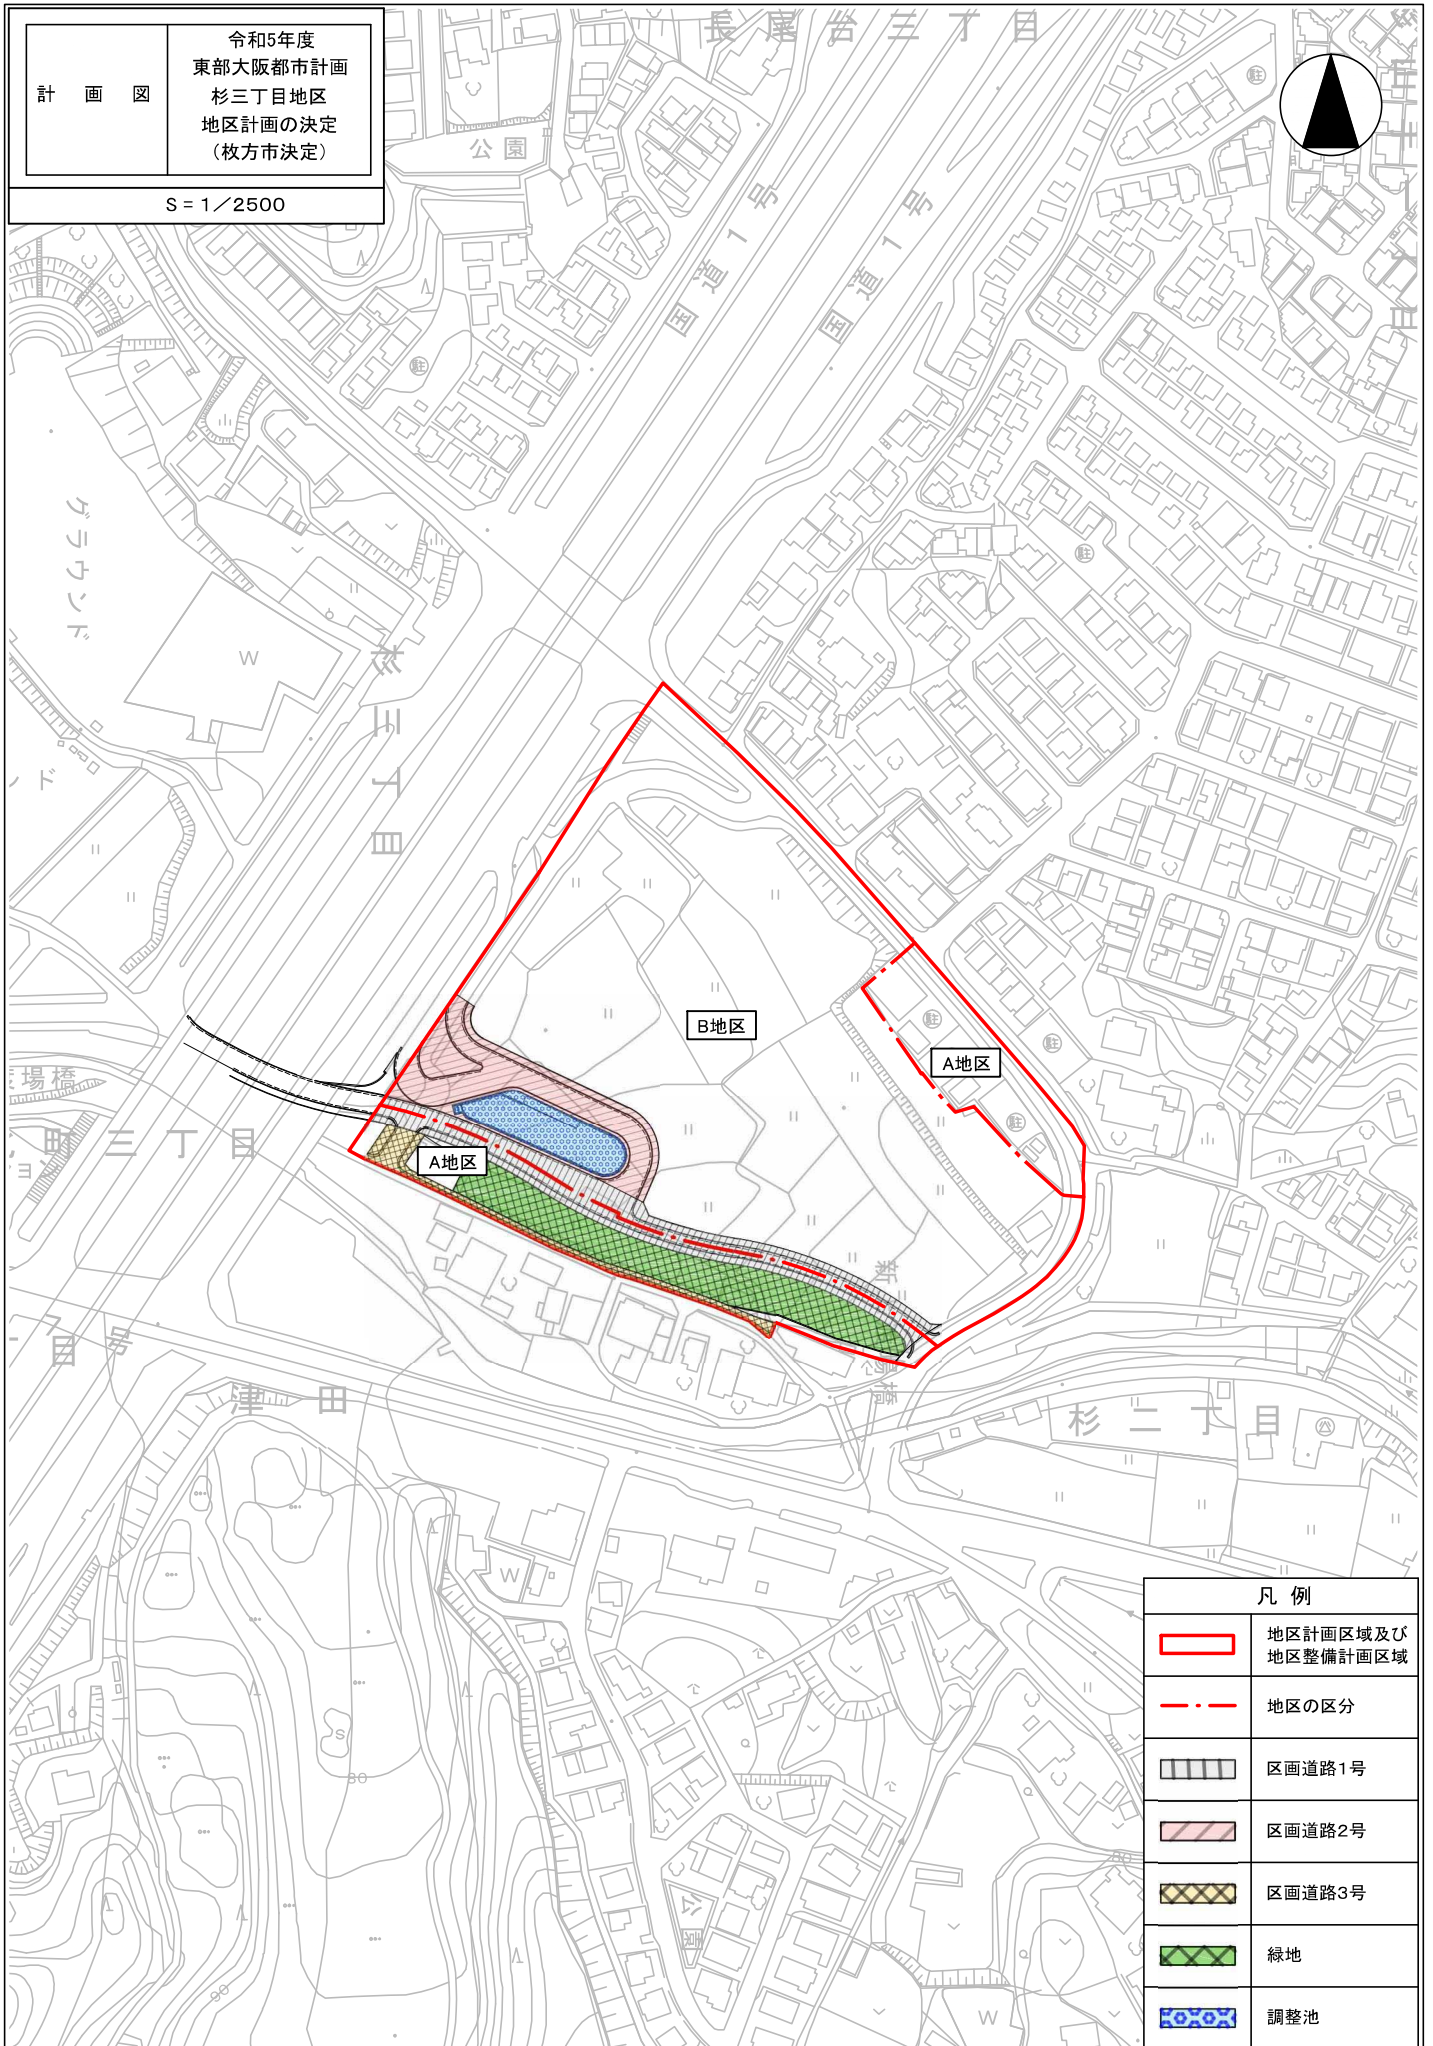 計画図
令和5年度
東部大阪都市計画
杉三丁目地区
地区計画の決定
(枚方市決定)
S=1/2500
長尾台三丁目
公園
国道1号
国道1号
グラウンド
W
杉三丁目
B地区
A地区
A地区
町三丁目
津田
杉二丁目
W
S
80
90
80
公園
W
凡例
地区計画区域及び
地区整備計画区域
地区の区分
区画道路1号
区画道路2号
区画道路3号
緑地
調整池